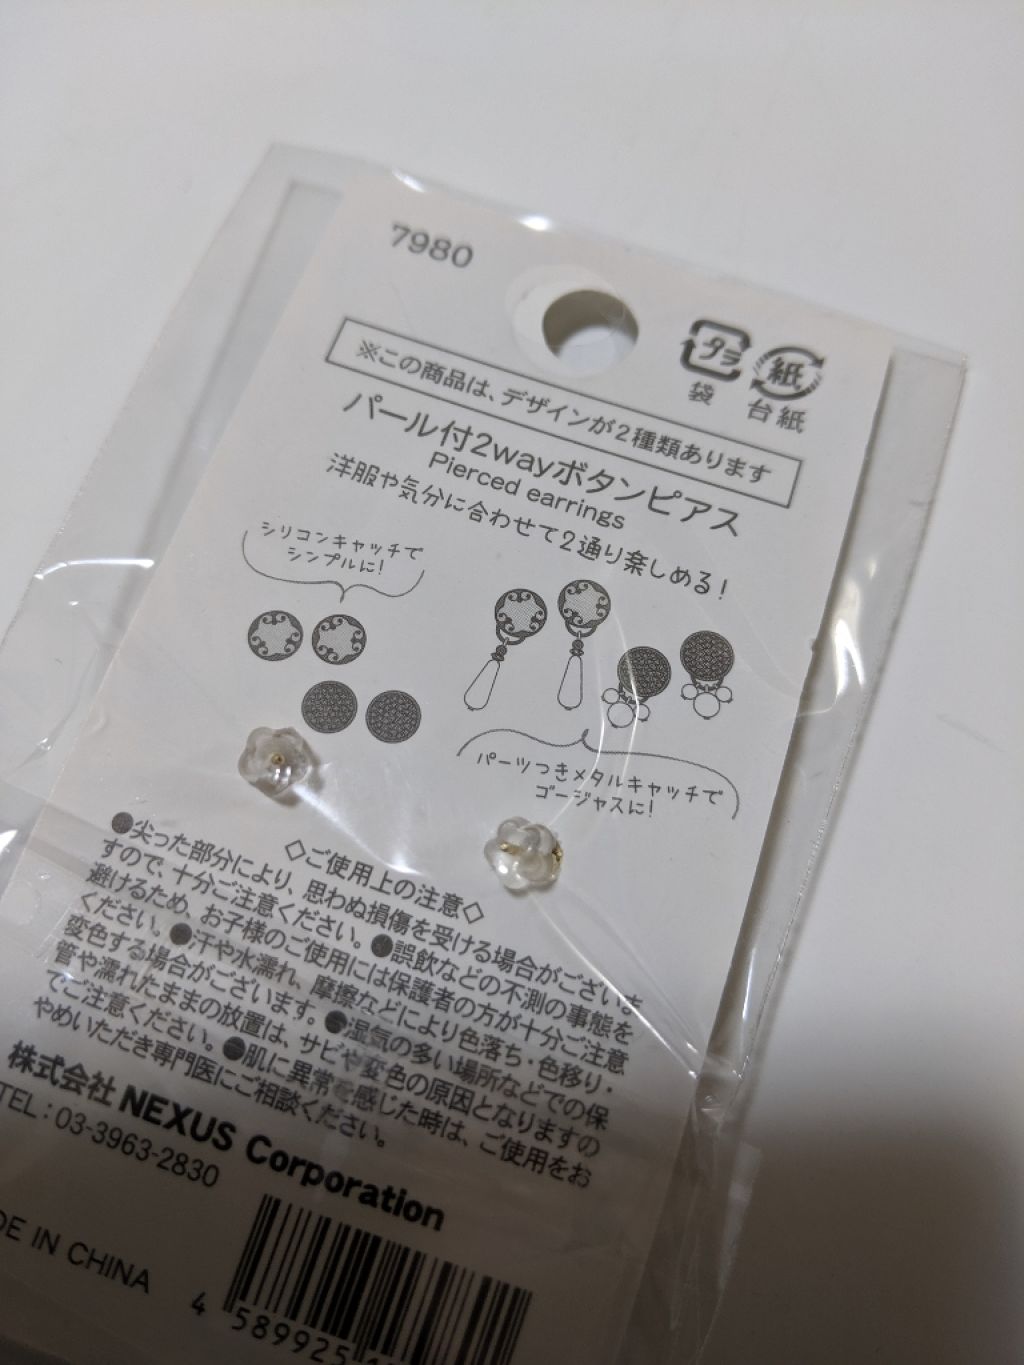 7980
プラ
袋
紙
台紙
※この商品は、デザインが2種類あります
パール付2wayボタンピアス
Pierced earrings
洋服や気分に合わせて2通り楽しめる!
シリコンキャッチで
シンプルに!
パーツつきメタルキャッチで
ゴージャスに!
◇ご使用上の注意◇
●尖った部分により、思わぬ損傷を受ける場合がございま
すので、十分ご注意ください。●誤飲などの不測の事態を
避けるため、お子様のご使用には保護者の方が十分ご注意
ください。●汗や水濡れ、摩擦などにより色落ち・色移り・
変色する場合がございます。●湿気の多い場所などでの保
管や濡れたままの放置は、サビや変色の原因となりますの
でご注意ください。●肌に異常を感じた時は、ご使用をお
やめいただき専門医にご相談ください。
株式会社 NEXUS Corporation
TEL：03-3963-2830
DE IN CHINA
4 589925